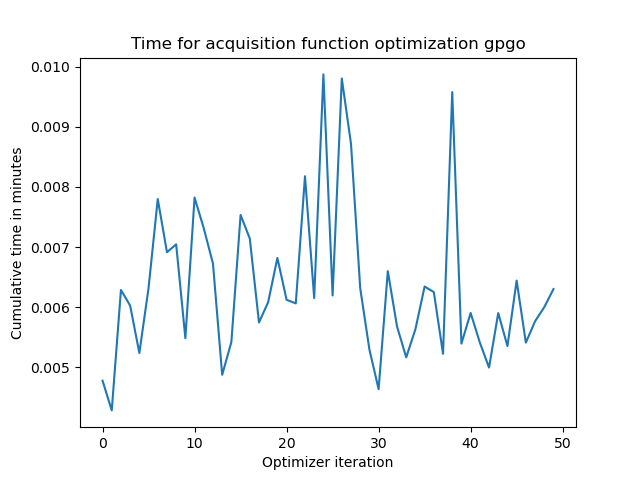 Time for acquisition function optimization gpgo
0.010
0.009
0.008
0.007
0.006
0.005
Cumulative time in minutes
0 10 20 30 40 50
Optimizer iteration